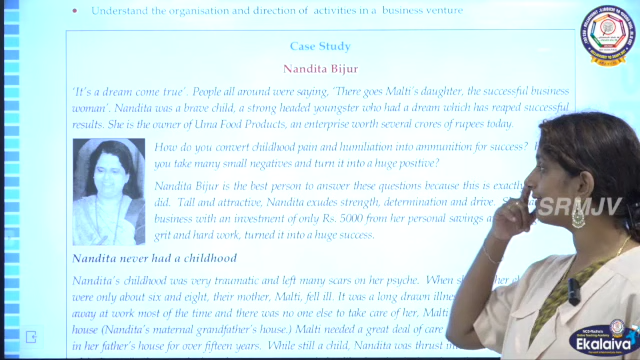 • Understand the organisation and direction of activities in a business venture
Case Study
Nandita Bijur
'It's a dream come true'. People all around were saying, 'There goes Malti's daughter, the successful business
woman'. Nandita was a brave child, a strong headed youngster who had a dream which has reaped successful
results. She is the owner of Uma Food Products, an enterprise worth several crores of rupees today.
How do you convert childhood pain and humiliation into ammunition for success?
you take many small negatives and turn it into a huge positive?
Nandita Bijur is the best person to answer these questions because this is exactly
did. Tall and attractive, Nandita exudes strength, determination and drive.
business with an investment of only Rs. 5000 from her personal savings
grit and hard work, turned it into a huge success.
SRMJV
Nandita never had a childhood
Nandita's childhood was very traumatic and left many scars on her psyche. When
were only about six and eight, their mother, Malti, fell ill. It was a long drawn
away at work most of the time and there was no one else to take care of her. Malti
house (Nandita's maternal grandfather's house.) Malti needed a great deal of care
in her father's house for over fifteen years. While still a child, Nandita was thrust
Ekalaiva